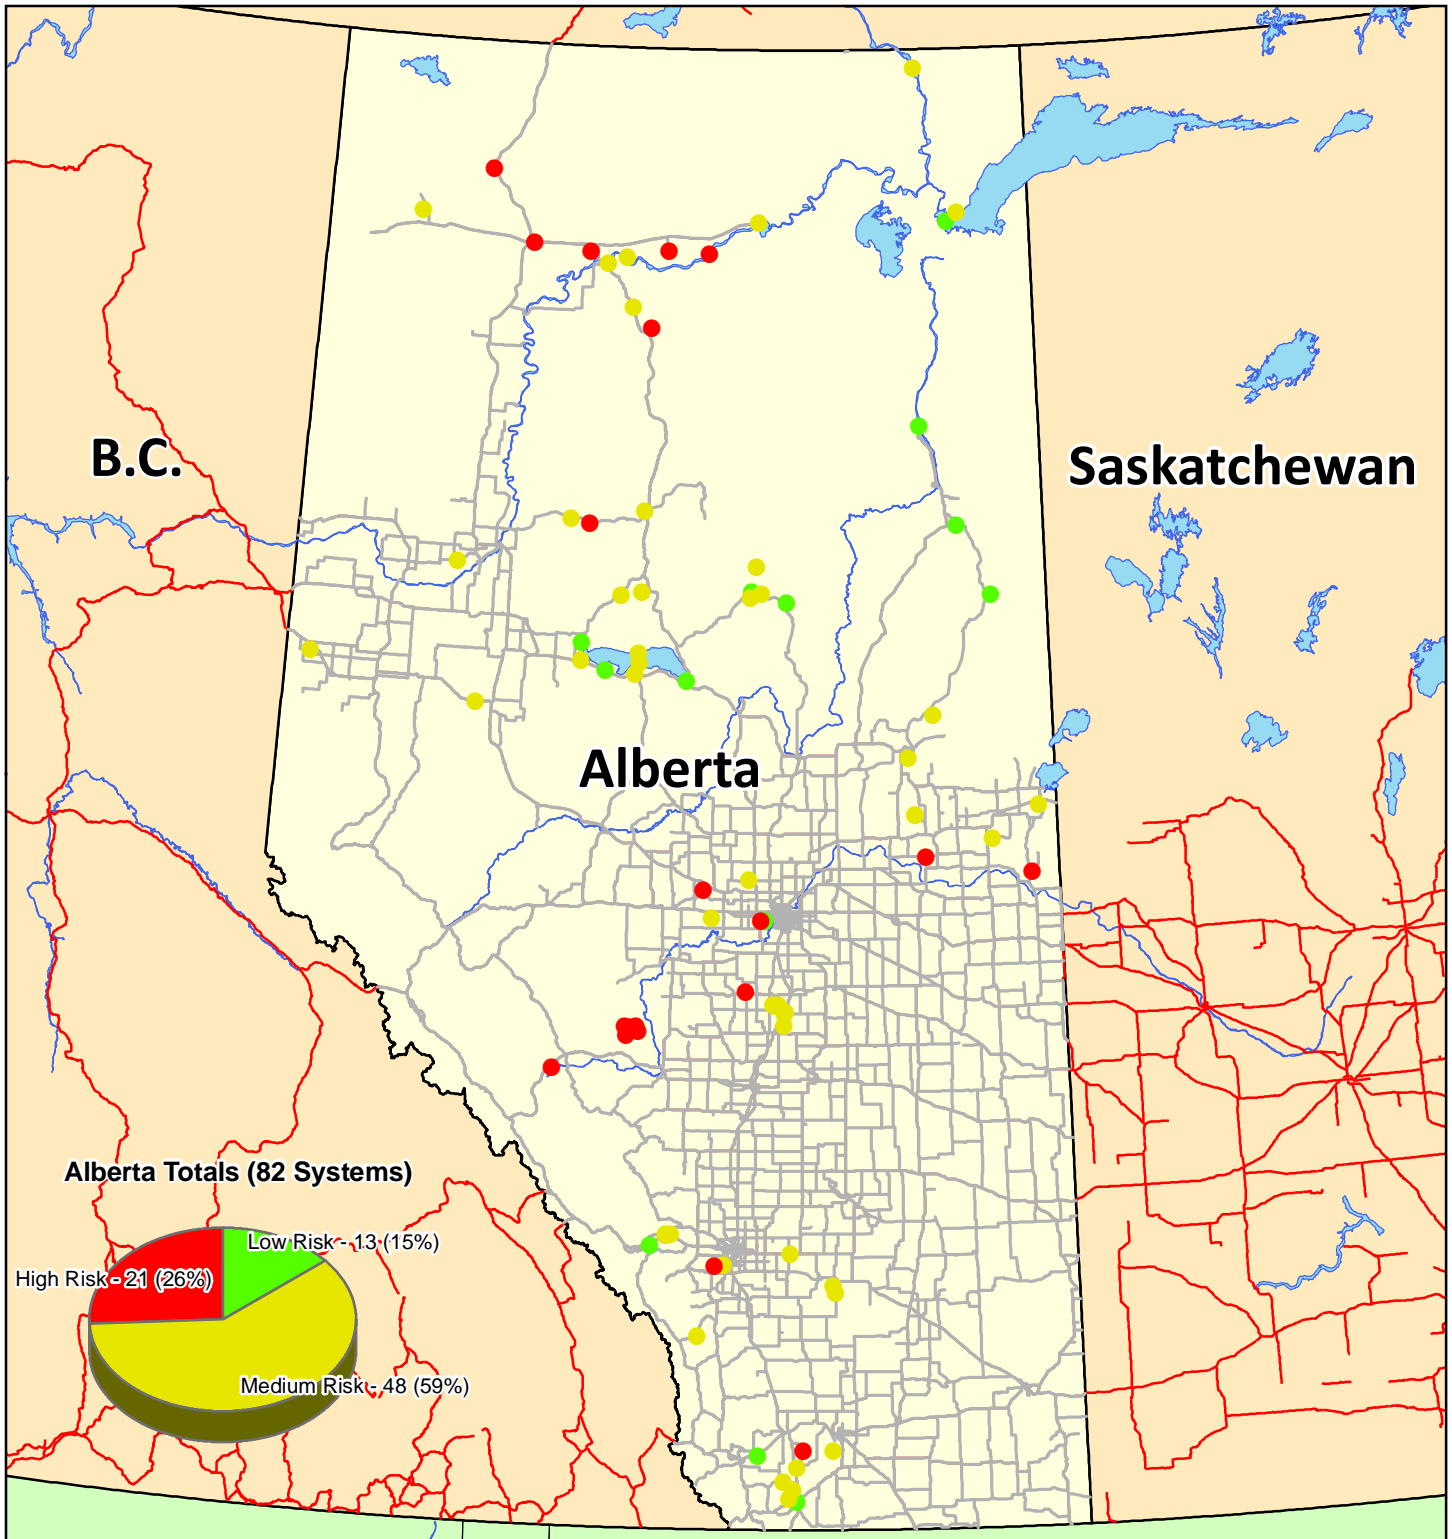 B.C.
Saskatchewan
Alberta
Alberta Totals (82 Systems)
Low Risk - 13 (15%)
High Risk - 21 (26%)
Medium Risk - 48 (59%)